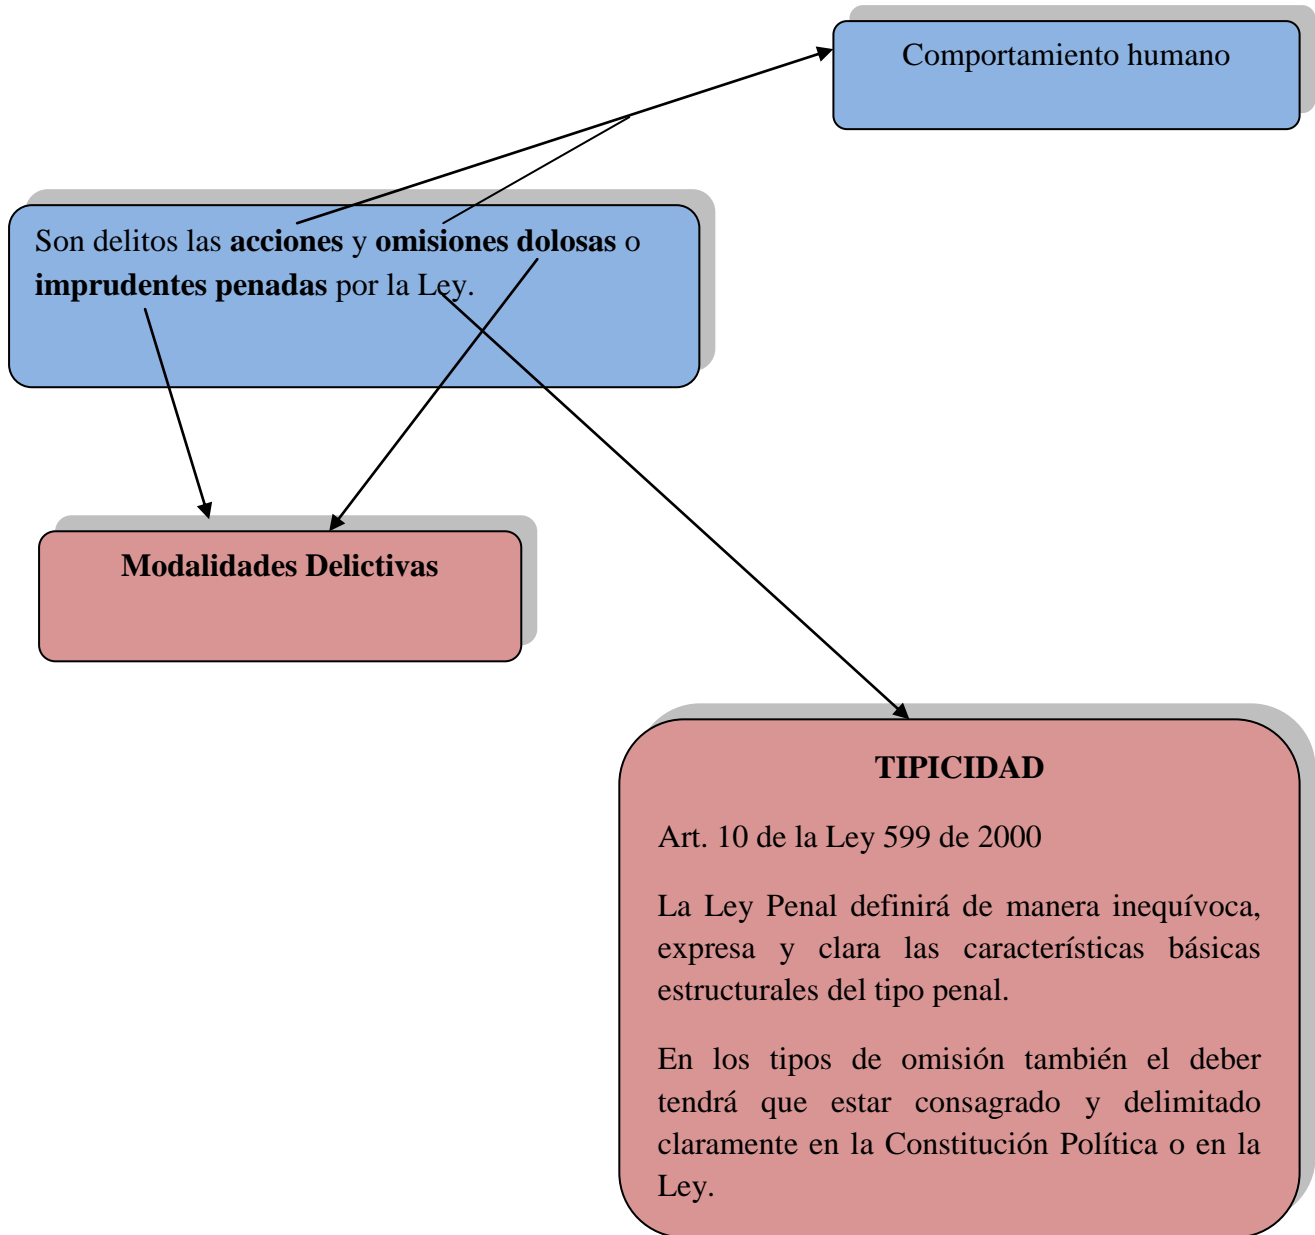 Comportamiento humano
Son delitos las acciones y omisiones dolosas o
imprudentes penadas por la Ley.
Modalidades Delictivas
TIPICIDAD
Art. 10 de la Ley 599 de 2000
La Ley Penal definirá de manera inequívoca,
expresa y clara las características básicas
estructurales del tipo penal.
En los tipos de omisión también el deber
tendrá que estar consagrado y delimitado
claramente en la Constitución Política o en la
Ley.